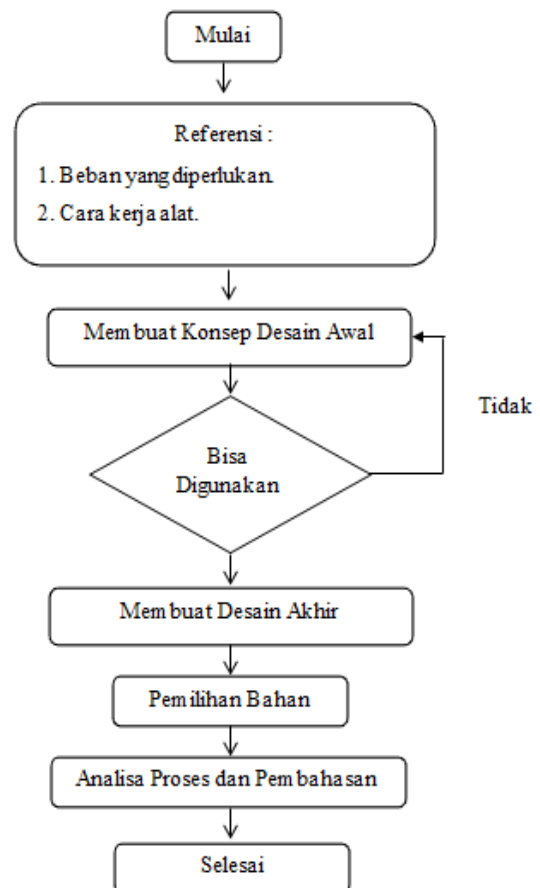 Mulai
Referensi :
1. Beban yang diperlukan.
2. Cara kerja alat.
Membuat Konsep Desain Awal
Tidak
Bisa
Digunakan
Membuat Desain Akhir
Pemilihan Bahan
Analisa Proses dan Pembahasan
Selesai